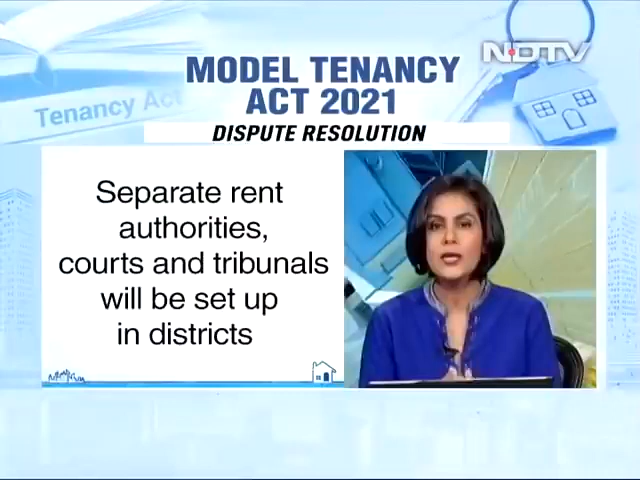 NDTV
Tenancy Act
MODEL TENANCY
ACT 2021
DISPUTE RESOLUTION
Separate rent
authorities,
courts and tribunals
will be set up
in districts